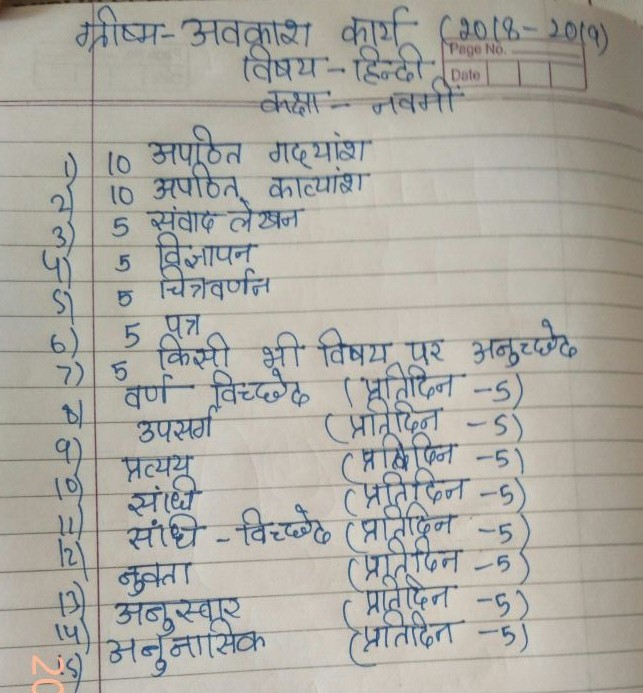 ग्रीष्म-अवकाश कार्य (2018-2019)
Page No.
विषय - हिन्दी
Date
कक्षा - नवमीं
1) 10 अपठित गद्यांश
2) 10 अपठित काव्यांश
3) 5 संवाद लेखन
4) 5 विज्ञापन
5) 5 चित्रवर्णन
6) 5 पत्र
7) 5 किसी भी विषय पर अनुच्छेद
8) वर्ण विच्छेद (प्रतिदिन -5)
9) उपसर्ग (प्रतिदिन -5)
10) प्रत्यय (प्रतिदिन -5)
11) संधि (प्रतिदिन -5)
12) संधि - विच्छेद (प्रतिदिन -5)
13) नुक्ता (प्रतिदिन -5)
14) अनुस्वार (प्रतिदिन -5)
15) अनुनासिक (प्रतिदिन -5)
20